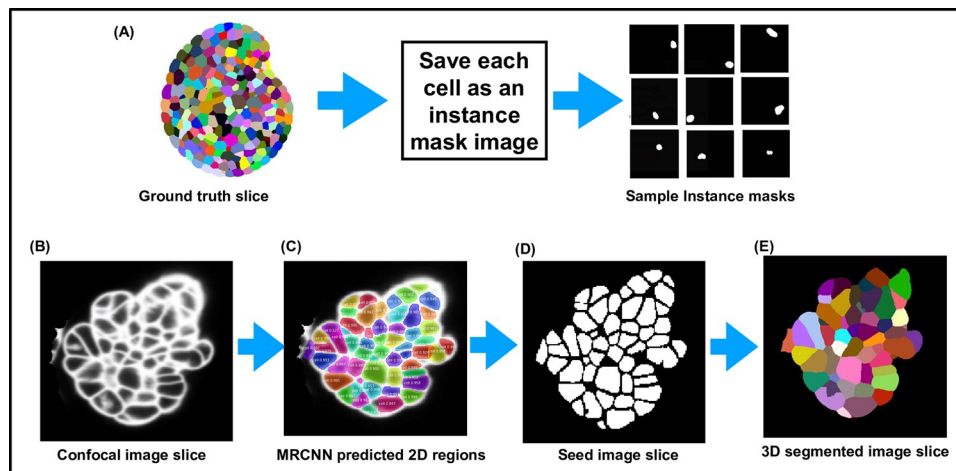 (A)
Save each
cell as an
instance
mask image
Ground truth slice
Sample Instance masks
(B)
(C)
(D)
(E)
Confocal image slice
MRCNN predicted 2D regions
Seed image slice
3D segmented image slice